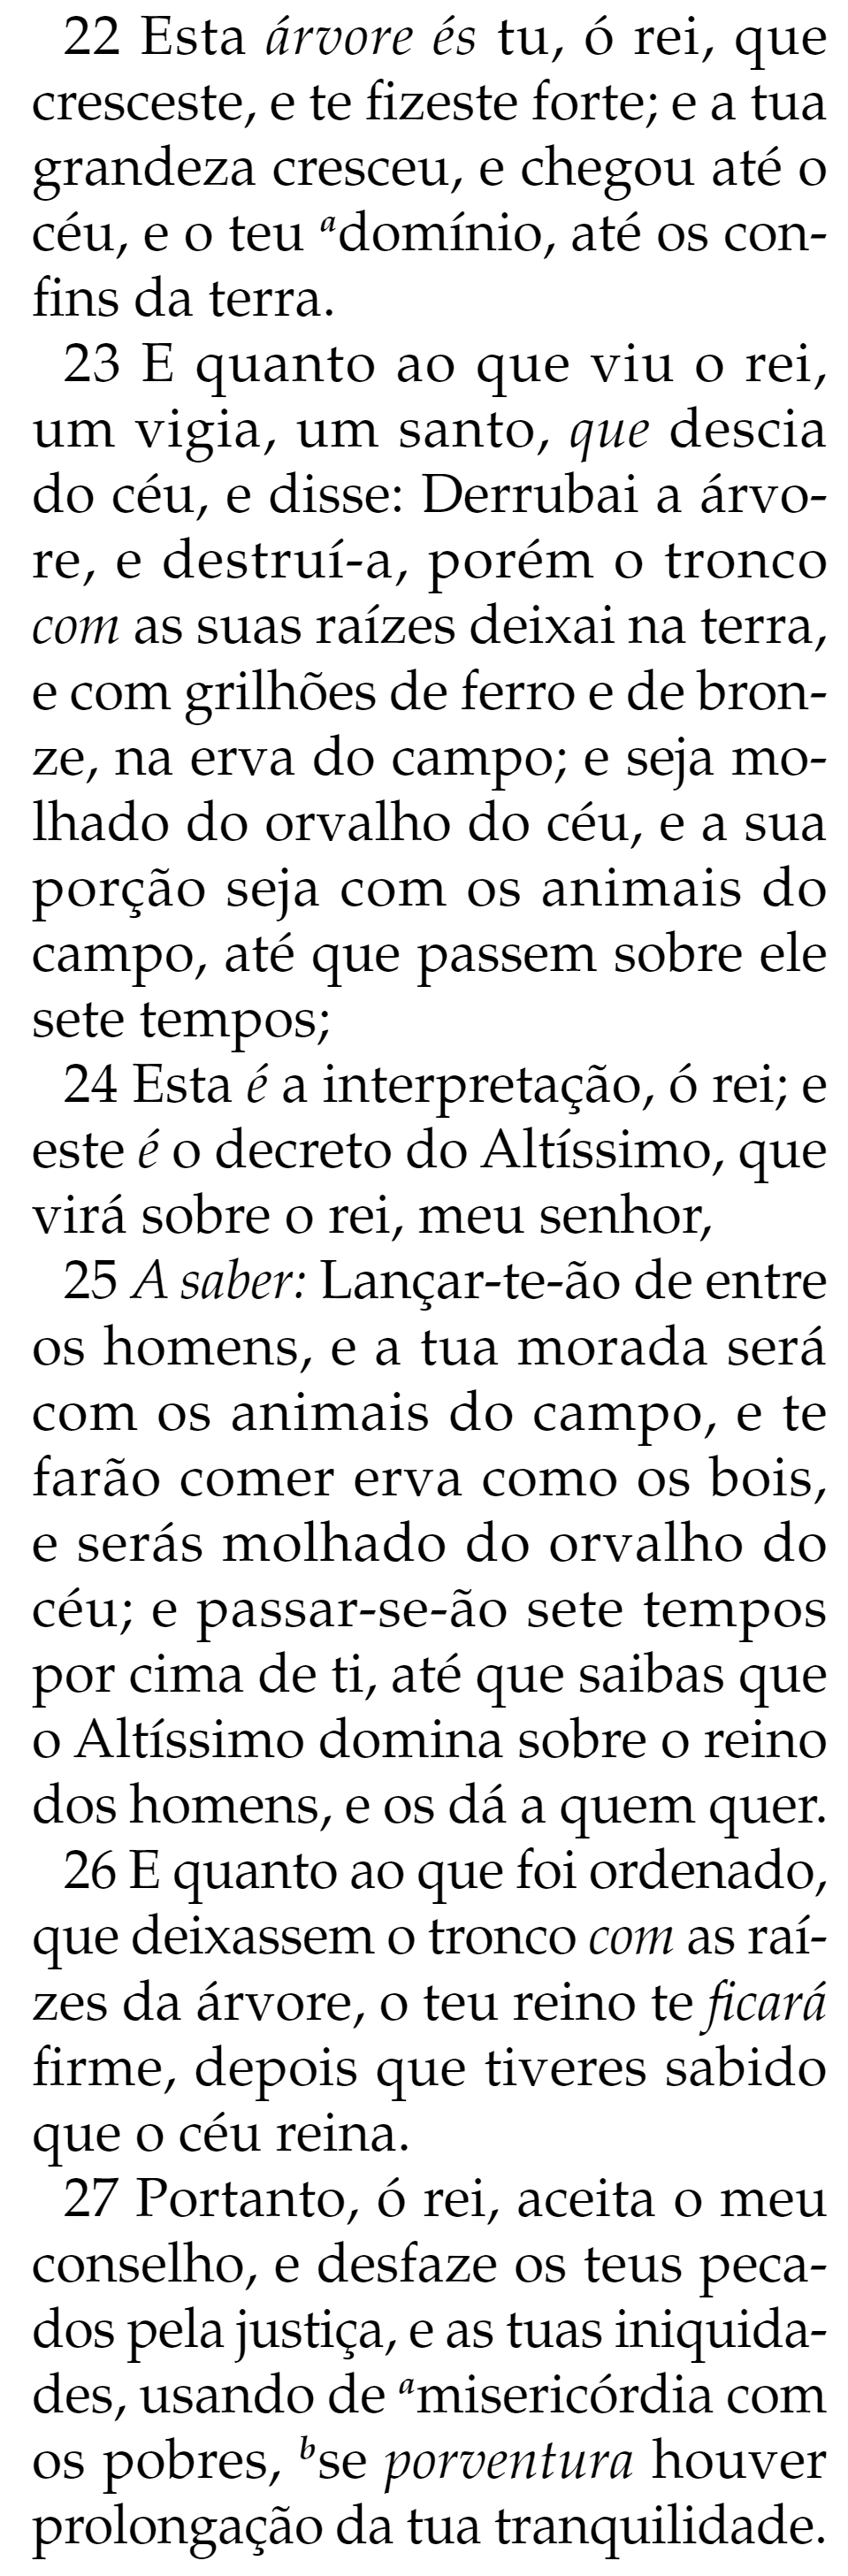 22 Esta árvore és tu, ó rei, que
cresceste, e te fizeste forte; e a tua
grandeza cresceu, e chegou até o
céu, e o teu ᵃdomínio, até os con-
fins da terra.
23 E quanto ao que viu o rei,
um vigia, um santo, que descia
do céu, e disse: Derrubai a árvo-
re, e destruí-a, porém o tronco
com as suas raízes deixai na terra,
e com grilhões de ferro e de bron-
ze, na erva do campo; e seja mo-
lhado do orvalho do céu, e a sua
porção seja com os animais do
campo, até que passem sobre ele
sete tempos;
24 Esta é a interpretação, ó rei; e
este é o decreto do Altíssimo, que
virá sobre o rei, meu senhor,
25 A saber: Lançar-te-ão de entre
os homens, e a tua morada será
com os animais do campo, e te
farão comer erva como os bois,
e serás molhado do orvalho do
céu; e passar-se-ão sete tempos
por cima de ti, até que saibas que
o Altíssimo domina sobre o reino
dos homens, e os dá a quem quer.
26 E quanto ao que foi ordenado,
que deixassem o tronco com as raí-
zes da árvore, o teu reino te ficará
firme, depois que tiveres sabido
que o céu reina.
27 Portanto, ó rei, aceita o meu
conselho, e desfaze os teus peca-
dos pela justiça, e as tuas iniquida-
des, usando de ᵃmisericórdia com
os pobres, ᵇse porventura houver
prolongação da tua tranquilidade.